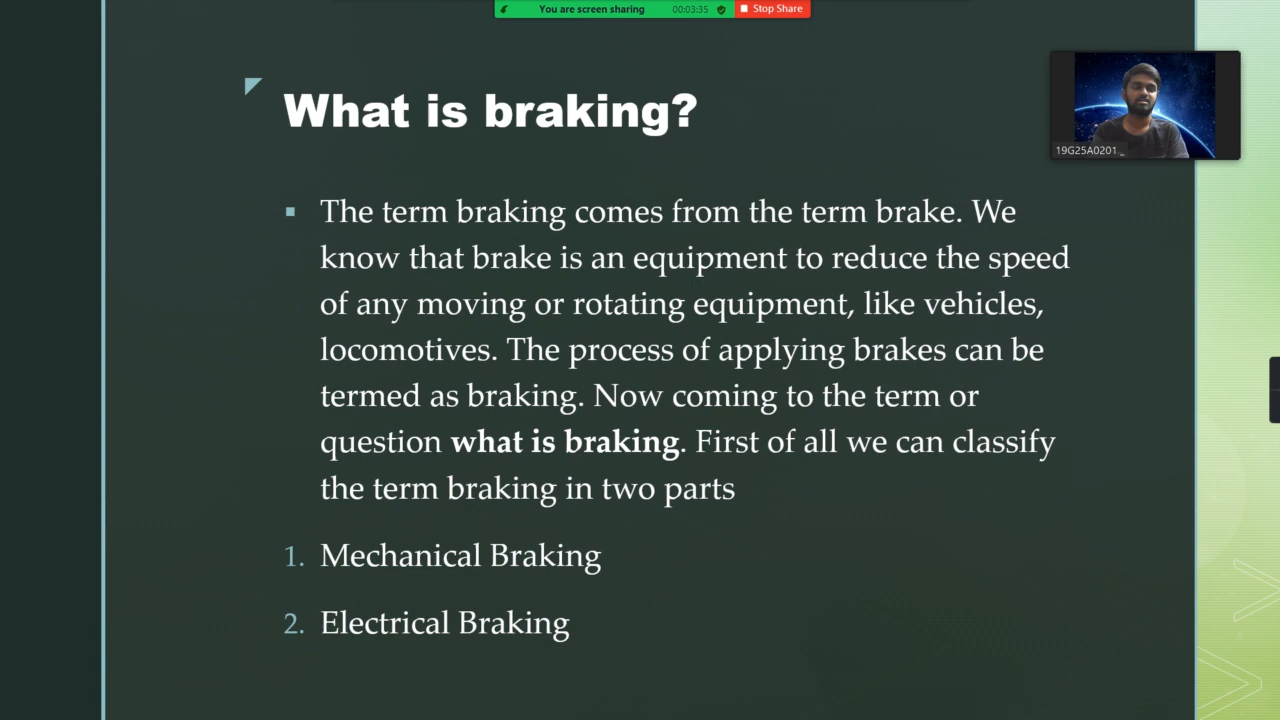 You are screen sharing 00:03:35 Stop Share
What is braking?
19G25A0201_
The term braking comes from the term brake. We
know that brake is an equipment to reduce the speed
of any moving or rotating equipment, like vehicles,
locomotives. The process of applying brakes can be
termed as braking. Now coming to the term or
question what is braking. First of all we can classify
the term braking in two parts
1. Mechanical Braking
2. Electrical Braking